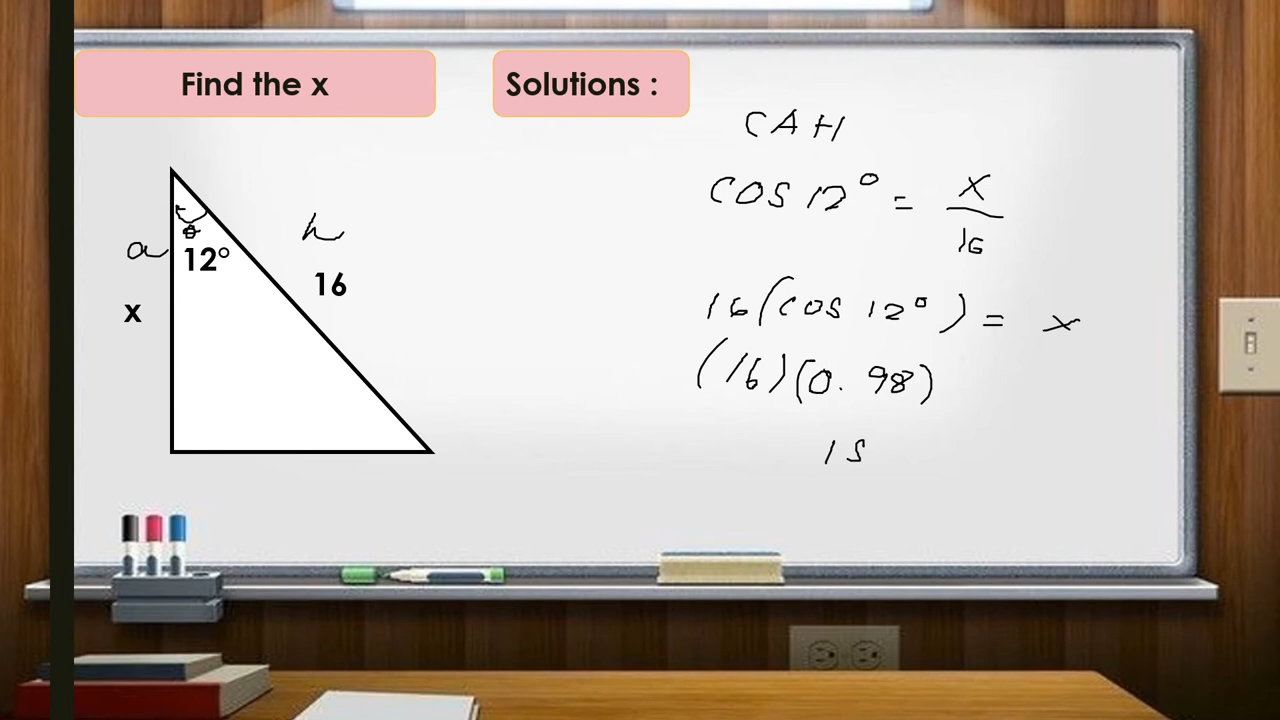 Find the x
Solutions :
CAH
cos 12° = x
16
a
h
θ
12°
16
x
16(cos 12°) = x
(16)(0.98)
15